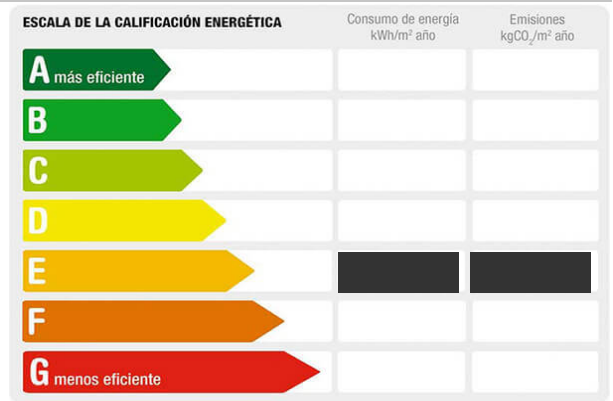 ESCALA DE LA CALIFICACIÓN ENERGÉTICA
Consumo de energía
kWh/m² año
Emisiones
kgCO₂/m² año
A más eficiente
B
C
D
E
F
G menos eficiente